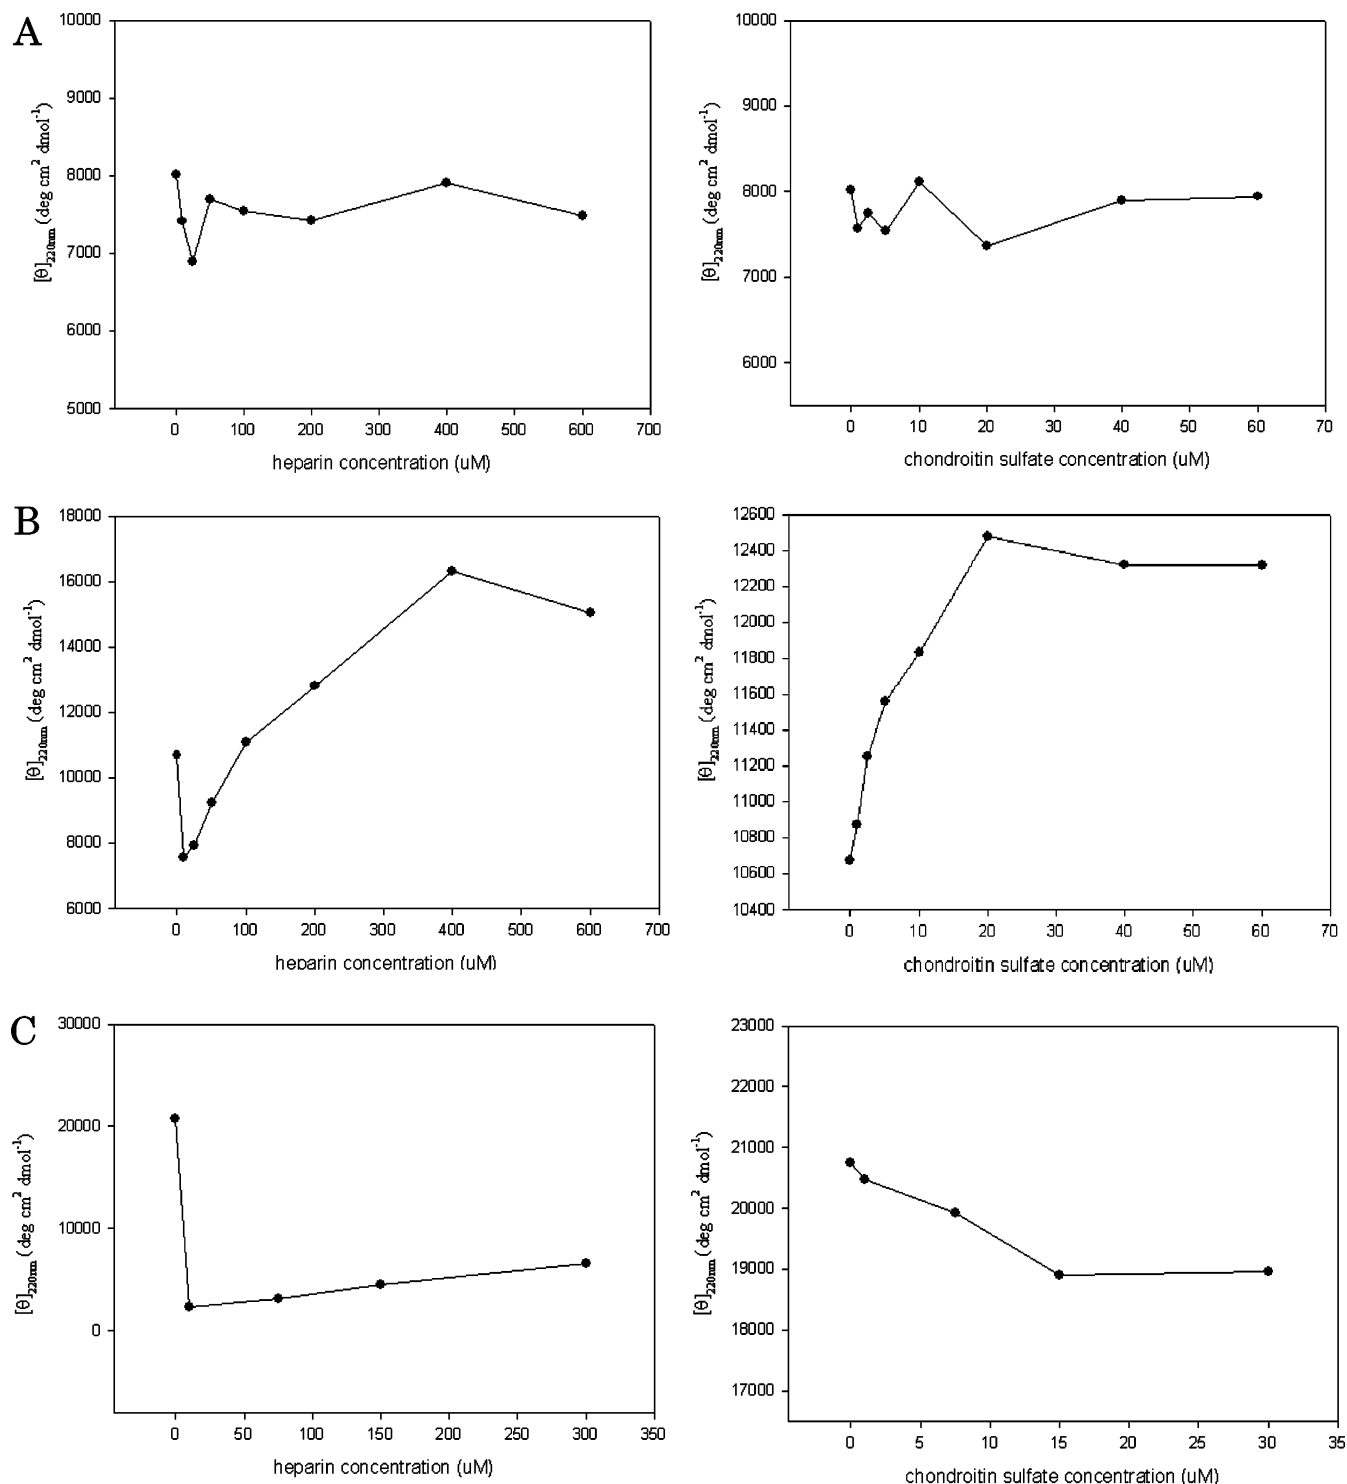 A
10000
9000
8000
7000
6000
5000
[θ]220nm (deg cm2 dmol-1)
0 100 200 300 400 500 600 700
heparin concentration (uM)
10000
9000
8000
7000
6000
[θ]220nm (deg cm2 dmol-1)
0 10 20 30 40 50 60 70
chondroitin sulfate concentration (uM)
B
18000
16000
14000
12000
10000
8000
6000
[θ]220nm (deg cm2 dmol-1)
0 100 200 300 400 500 600 700
heparin concentration (uM)
12600
12400
12200
12000
11800
11600
11400
11200
11000
10800
10600
10400
[θ]220nm (deg cm2 dmol-1)
0 10 20 30 40 50 60 70
chondroitin sulfate concentration (uM)
C
30000
20000
10000
0
[θ]220nm (deg cm2 dmol-1)
0 50 100 150 200 250 300 350
heparin concentration (uM)
23000
22000
21000
20000
19000
18000
17000
[θ]220nm (deg cm2 dmol-1)
0 5 10 15 20 25 30 35
chondroitin sulfate concentration (uM)